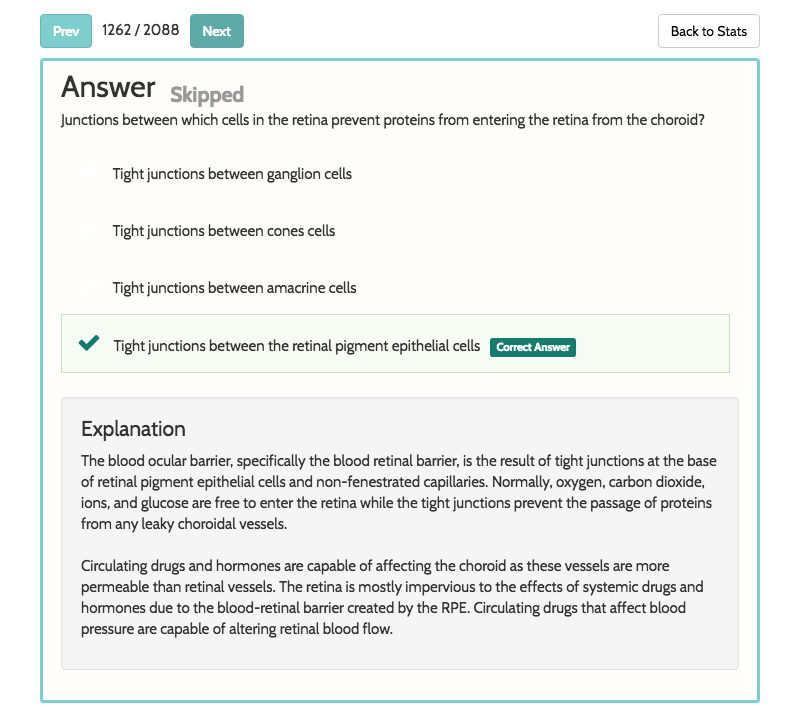 Prev 1262 / 2088 Next Back to Stats
Answer Skipped
Junctions between which cells in the retina prevent proteins from entering the retina from the choroid?
Tight junctions between ganglion cells
Tight junctions between cones cells
Tight junctions between amacrine cells
Tight junctions between the retinal pigment epithelial cells Correct Answer
Explanation
The blood ocular barrier, specifically the blood retinal barrier, is the result of tight junctions at the base
of retinal pigment epithelial cells and non-fenestrated capillaries. Normally, oxygen, carbon dioxide,
ions, and glucose are free to enter the retina while the tight junctions prevent the passage of proteins
from any leaky choroidal vessels.
Circulating drugs and hormones are capable of affecting the choroid as these vessels are more
permeable than retinal vessels. The retina is mostly impervious to the effects of systemic drugs and
hormones due to the blood-retinal barrier created by the RPE. Circulating drugs that affect blood
pressure are capable of altering retinal blood flow.